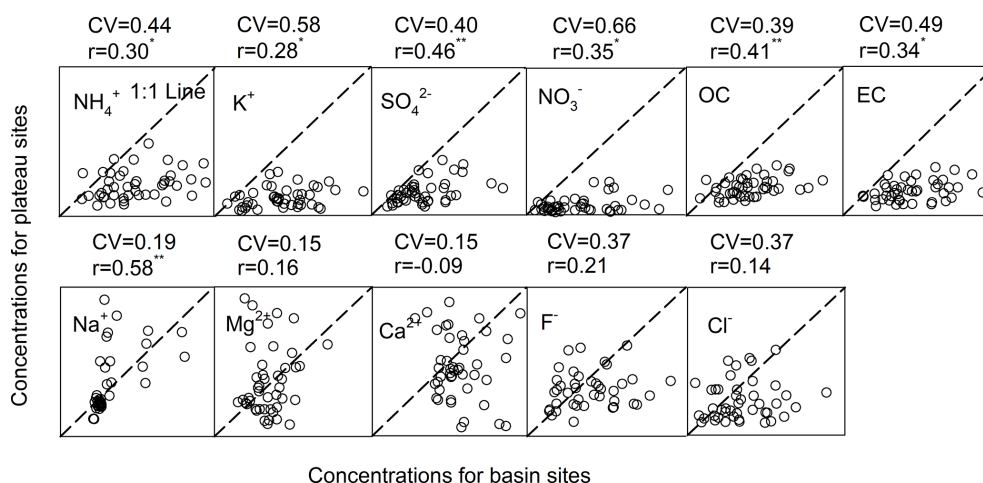 CV=0.44 CV=0.58 CV=0.40 CV=0.66 CV=0.39 CV=0.49
r=0.30* r=0.28* r=0.46** r=0.35* r=0.41** r=0.34*
NH₄⁺ 1:1 Line K⁺ SO₄²⁻ NO₃⁻ OC EC
CV=0.19 CV=0.15 CV=0.15 CV=0.37 CV=0.37
r=0.58** r=0.16 r=-0.09 r=0.21 r=0.14
Na⁺ Mg²⁺ Ca²⁺ F⁻ Cl⁻
Concentrations for plateau sites
Concentrations for basin sites